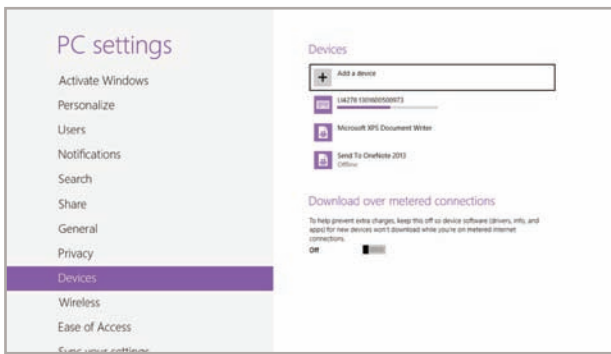 PC settings
Activate Windows
Personalize
Users
Notifications
Search
Share
General
Privacy
Devices
Wireless
Ease of Access
Sync your settings
Devices
Add a device
Microsoft XPS Document Writer
Send To OneNote 2013
Offline
Download over metered connections
To help prevent extra charges, keep this off so device software (drivers, info, and
apps) for new devices won't download while you're on metered internet
connections.
Off